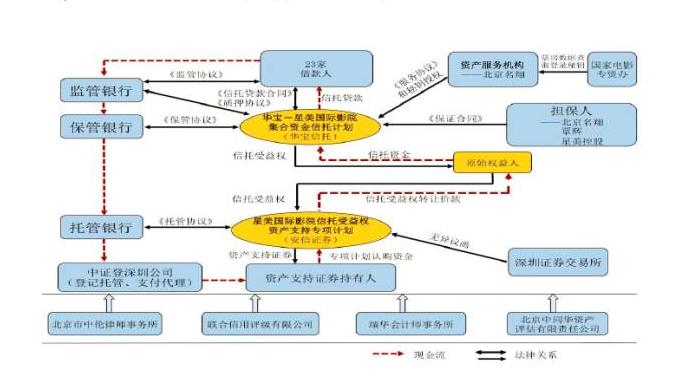 23家
借款人
资产服务机构
——北京名翔
票房数据查
询登录秘钥
国家电影
专资办
《监管协议》
监管银行
《信托贷款合同》
《质押协议》
信托贷款
《服务协议》
和秘钥授权
保管银行
《保管协议》
华宝—星美国际影院
集合资金信托计划
(华宝信托)
《保证合同》
担保人
——北京名翔
覃辉
星美控股
信托受益权
信托资金
原始权益人
信托受益权
信托受益权转让价款
托管银行
《托管协议》
星美国际影院信托受益权
资产支持专项计划
(安信证券)
无异议函
深圳证券交易所
资产支持证券
专项计划认购资金
中证登深圳公司
(登记托管、支付代理)
资产支持证券持有人
北京市中伦律师事务所
联合信用评级有限公司
瑞华会计师事务所
北京中同华资产
评估有限责任公司
现金流
法律关系